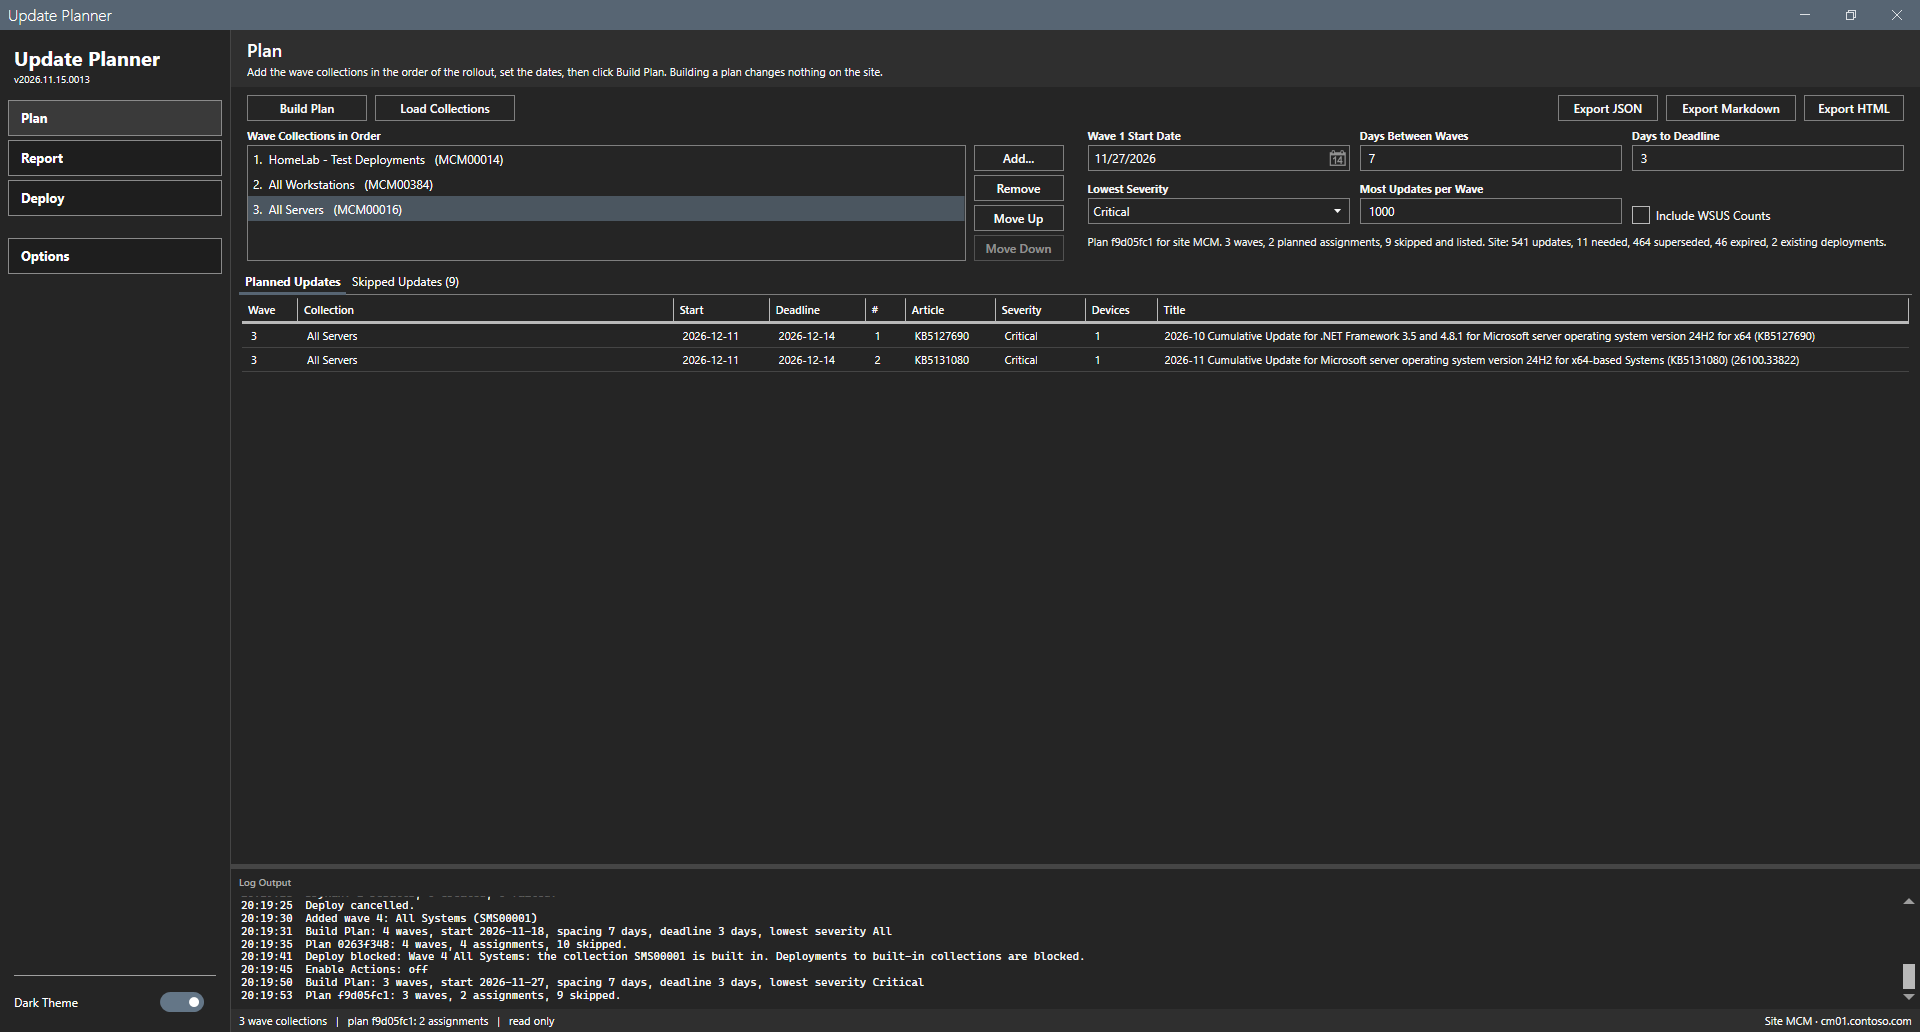 Update Planner
Update Planner
v2026.11.15.0013
Plan
Report
Deploy
Options
Dark Theme
Plan
Add the wave collections in the order of the rollout, set the dates, then click Build Plan. Building a plan changes nothing on the site.
Build Plan
Load Collections
Export JSON
Export Markdown
Export HTML
Wave Collections in Order
1. HomeLab - Test Deployments (MCM00014)
2. All Workstations (MCM00384)
3. All Servers (MCM00016)
Add...
Remove
Move Up
Move Down
Wave 1 Start Date
Days Between Waves
Days to Deadline
11/27/2026
14
7
3
Lowest Severity
Most Updates per Wave
Critical
1000
Include WSUS Counts
Plan f9d05fc1 for site MCM. 3 waves, 2 planned assignments, 9 skipped and listed. Site: 541 updates, 11 needed, 464 superseded, 46 expired, 2 existing deployments.
Planned Updates
Skipped Updates (9)
Wave Collection Start Deadline # Article Severity Devices Title
3 All Servers 2026-12-11 2026-12-14 1 KB5127690 Critical 1 2026-10 Cumulative Update for .NET Framework 3.5 and 4.8.1 for Microsoft server operating system version 24H2 for x64 (KB5127690)
3 All Servers 2026-12-11 2026-12-14 2 KB5131080 Critical 1 2026-11 Cumulative Update for Microsoft server operating system version 24H2 for x64-based Systems (KB5131080) (26100.33822)
Log Output
20:19:25 Deploy cancelled.
20:19:30 Added wave 4: All Systems (SMS00001)
20:19:31 Build Plan: 4 waves, start 2026-11-18, spacing 7 days, deadline 3 days, lowest severity All
20:19:35 Plan 0263f348: 4 waves, 4 assignments, 10 skipped.
20:19:41 Deploy blocked: Wave 4 All Systems: the collection SMS00001 is built in. Deployments to built-in collections are blocked.
20:19:45 Enable Actions: off
20:19:50 Build Plan: 3 waves, start 2026-11-27, spacing 7 days, deadline 3 days, lowest severity Critical
20:19:53 Plan f9d05fc1: 3 waves, 2 assignments, 9 skipped.
3 wave collections | plan f9d05fc1: 2 assignments | read only
Site MCM · cm01.contoso.com